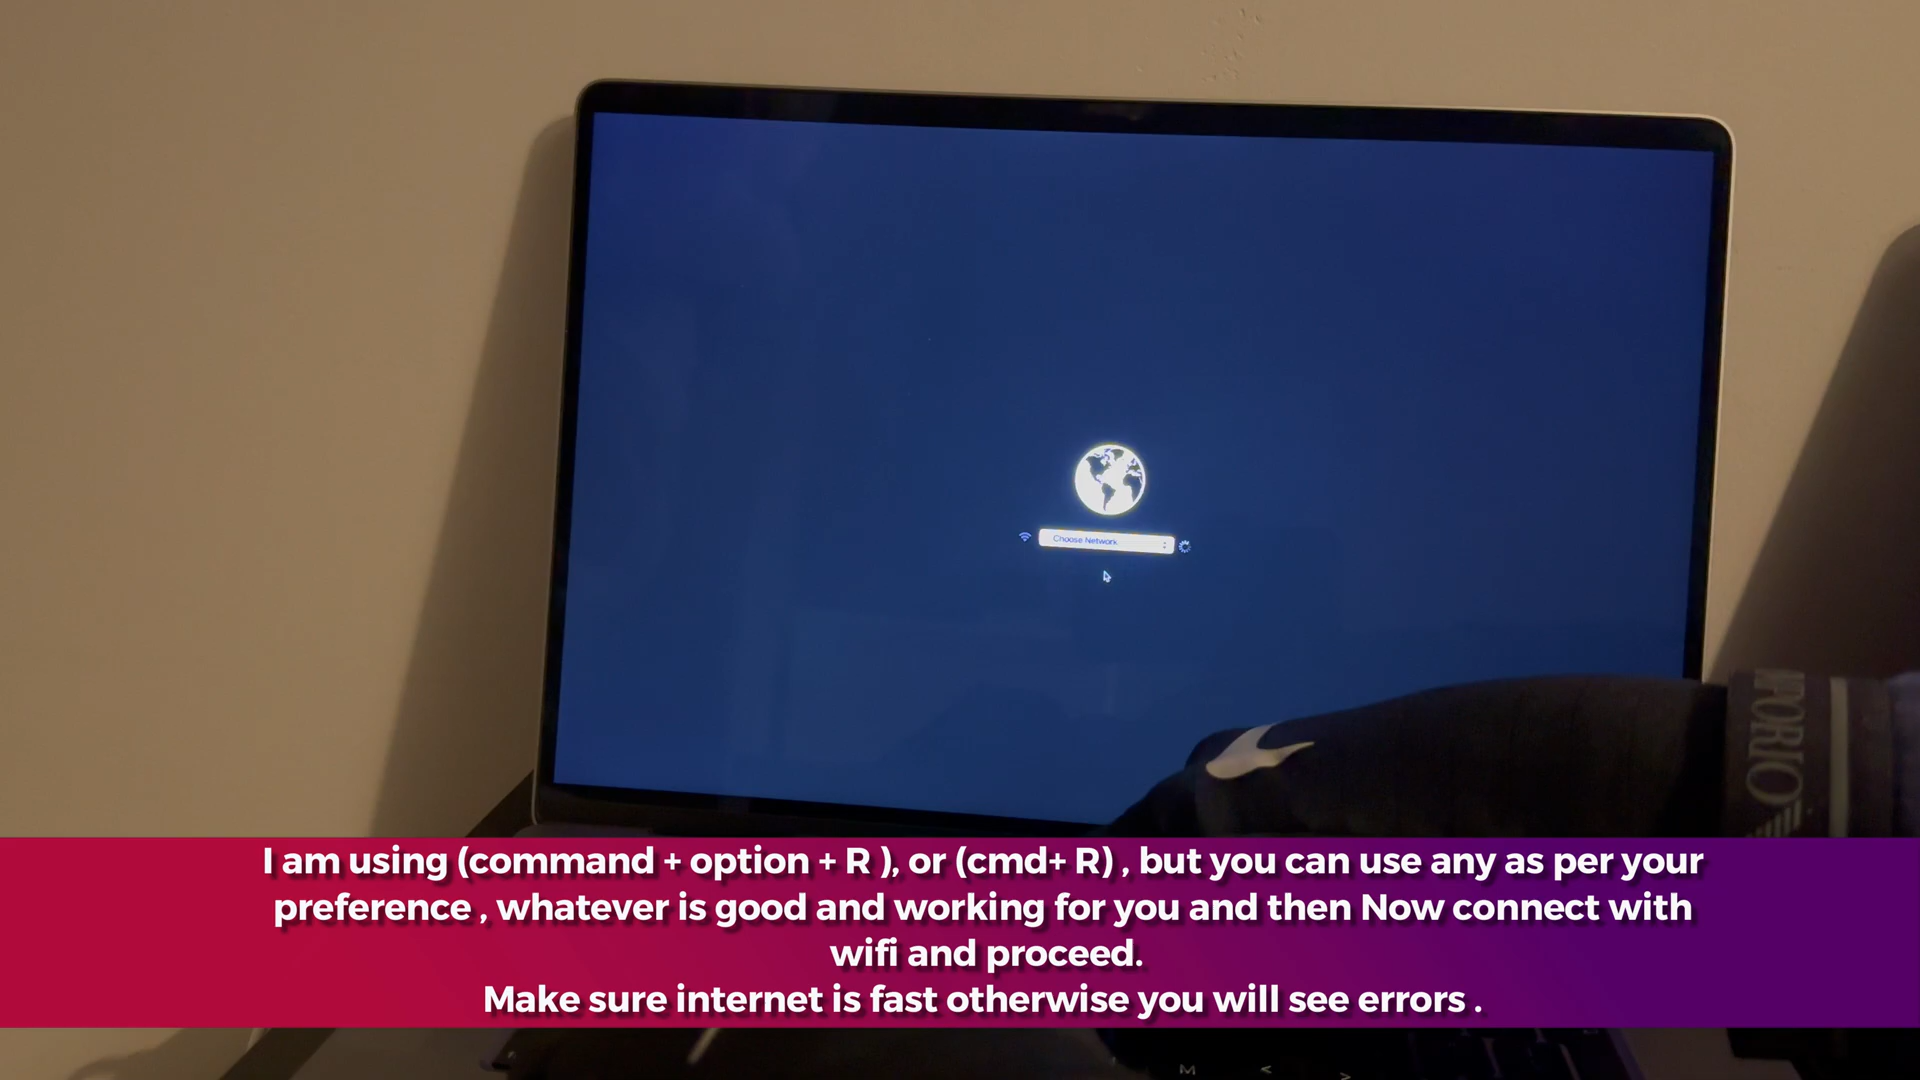 Choose Network
PORIO
I am using (command + option + R ), or (cmd+ R) , but you can use any as per your
preference , whatever is good and working for you and then Now connect with
wifi and proceed.
Make sure internet is fast otherwise you will see errors .
M < >